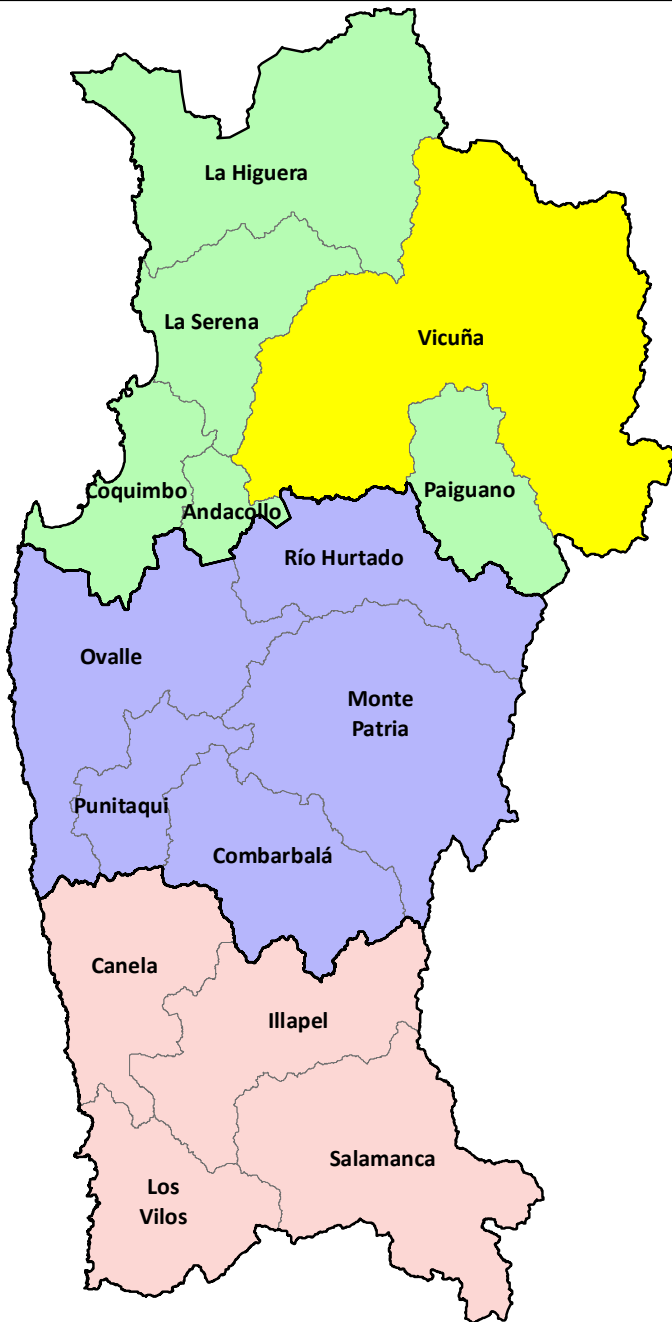 La Higuera
La Serena
Vicuña
Coquimbo
Andacollo
Paiguano
Río Hurtado
Ovalle
Monte
Patria
Punitaqui
Combarbalá
Canela
Illapel
Salamanca
Los
Vilos